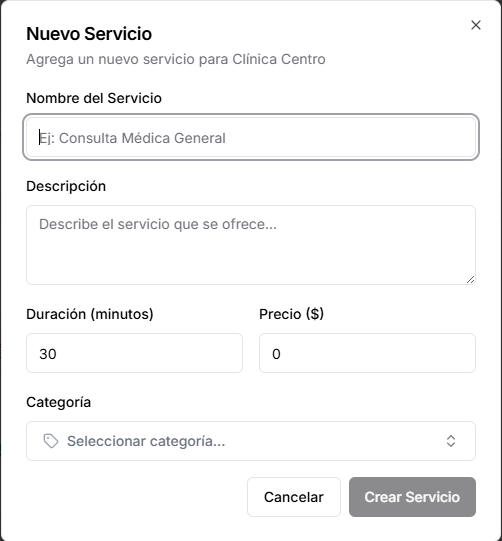 Nuevo Servicio
Agrega un nuevo servicio para Clínica Centro
Nombre del Servicio
Ej: Consulta Médica General
Descripción
Describe el servicio que se ofrece...
Duración (minutos)
Precio ($)
30
0
Categoría
Seleccionar categoría...
Cancelar
Crear Servicio